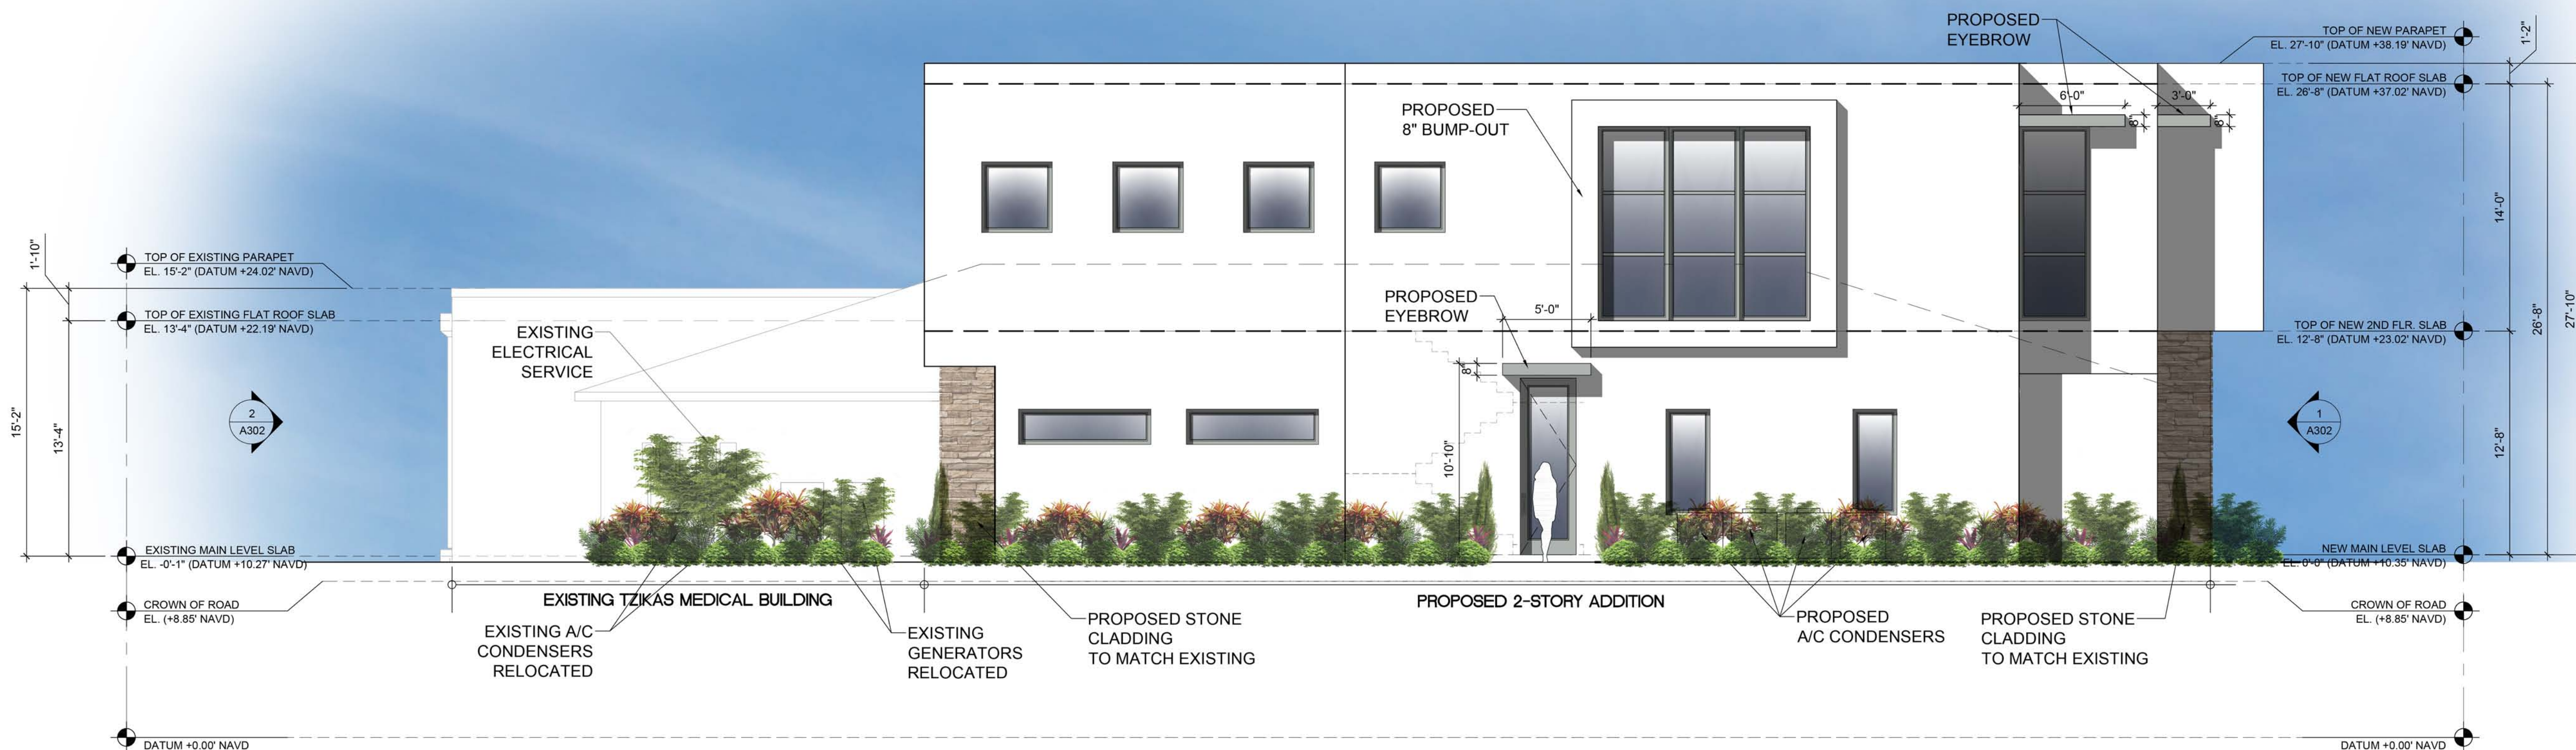 PROPOSED
EYEBROW
TOP OF NEW PARAPET
EL. 27'-10" (DATUM +38.19' NAVD)
1'-2"
TOP OF NEW FLAT ROOF SLAB
EL. 26'-8" (DATUM +37.02' NAVD)
6'-0"
3'-0"
8"
8"
PROPOSED
8" BUMP-OUT
14'-0"
1'-10"
TOP OF EXISTING PARAPET
EL. 15'-2" (DATUM +24.02' NAVD)
TOP OF EXISTING FLAT ROOF SLAB
EL. 13'-4" (DATUM +22.19' NAVD)
EXISTING
ELECTRICAL
SERVICE
PROPOSED
EYEBROW
5'-0"
8"
26'-8"
27'-10"
TOP OF NEW 2ND FLR. SLAB
EL. 12'-8" (DATUM +23.02' NAVD)
15'-2"
13'-4"
2
A302
10'-10"
1
A302
12'-8"
EXISTING MAIN LEVEL SLAB
EL. -0'-1" (DATUM +10.27' NAVD)
NEW MAIN LEVEL SLAB
EL. 0'-0" (DATUM +10.35' NAVD)
CROWN OF ROAD
EL. (+8.85' NAVD)
EXISTING TZIKAS MEDICAL BUILDING
PROPOSED 2-STORY ADDITION
CROWN OF ROAD
EL. (+8.85' NAVD)
EXISTING A/C
CONDENSERS
RELOCATED
EXISTING
GENERATORS
RELOCATED
PROPOSED STONE
CLADDING
TO MATCH EXISTING
PROPOSED
A/C CONDENSERS
PROPOSED STONE
CLADDING
TO MATCH EXISTING
DATUM +0.00' NAVD
DATUM +0.00' NAVD